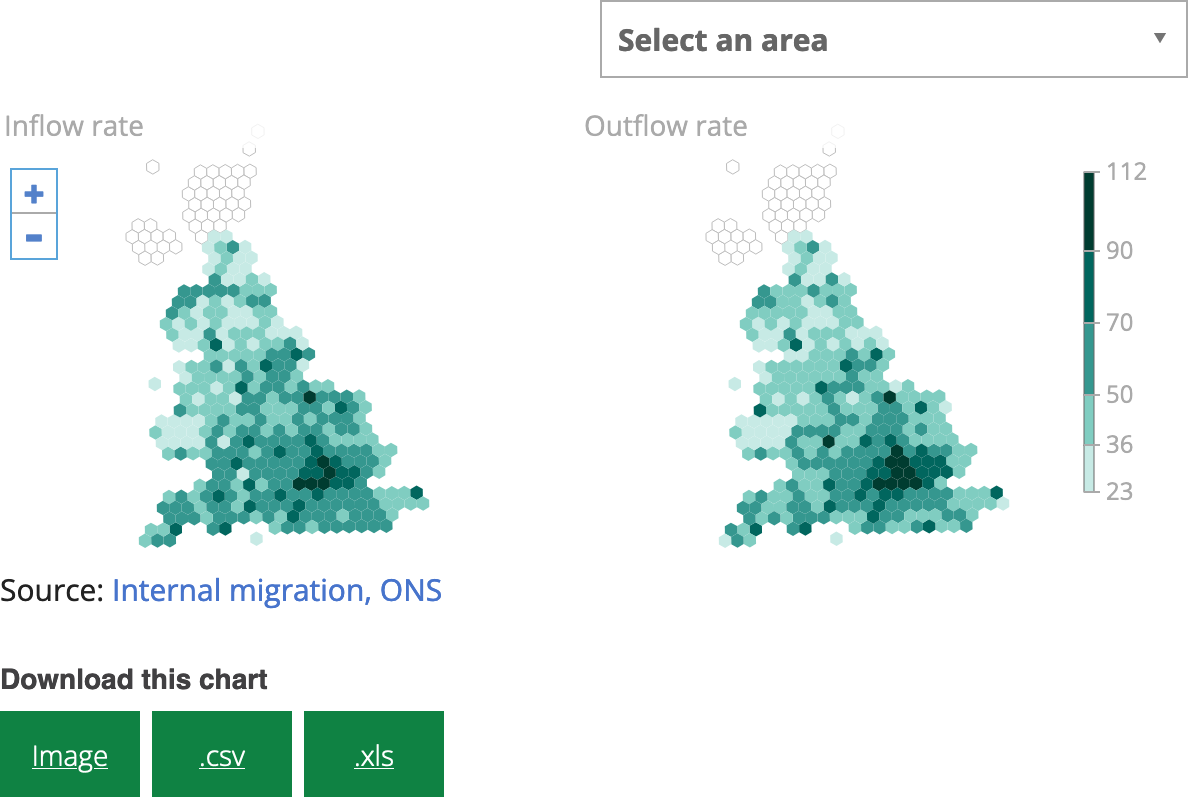 Select an area
Inflow rate
Outflow rate
+
-
112
90
70
50
36
23
Source: Internal migration, ONS
Download this chart
Image
.csv
.xls